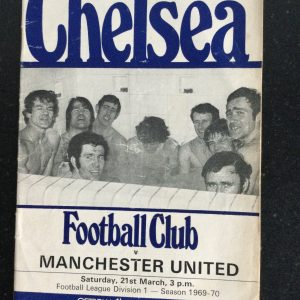 Chelsea
Football Club
v
MANCHESTER UNITED
Saturday, 21st March, 3 p.m.
Football League Division 1 — Season 1969-70